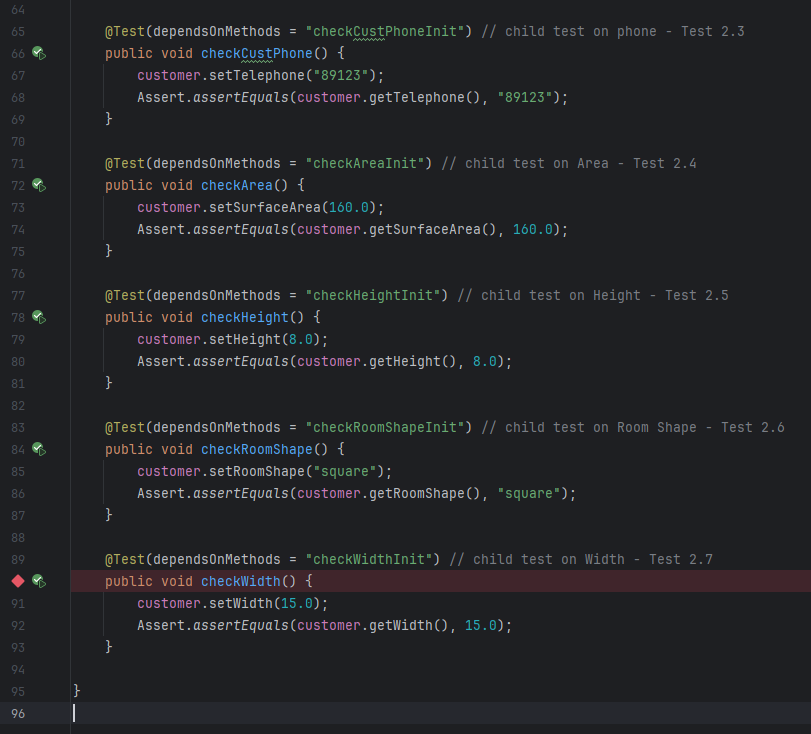 64
65     @Test(dependsOnMethods = "checkCustPhoneInit") // child test on phone - Test 2.3
66     public void checkCustPhone() {
67         customer.setTelephone("89123");
68         Assert.assertEquals(customer.getTelephone(), "89123");
69     }
70
71     @Test(dependsOnMethods = "checkAreaInit") // child test on Area - Test 2.4
72     public void checkArea() {
73         customer.setSurfaceArea(160.0);
74         Assert.assertEquals(customer.getSurfaceArea(), 160.0);
75     }
76
77     @Test(dependsOnMethods = "checkHeightInit") // child test on Height - Test 2.5
78     public void checkHeight() {
79         customer.setHeight(8.0);
80         Assert.assertEquals(customer.getHeight(), 8.0);
81     }
82
83     @Test(dependsOnMethods = "checkRoomShapeInit") // child test on Room Shape - Test 2.6
84     public void checkRoomShape() {
85         customer.setRoomShape("square");
86         Assert.assertEquals(customer.getRoomShape(), "square");
87     }
88
89     @Test(dependsOnMethods = "checkWidthInit") // child test on Width - Test 2.7
public void checkWidth() {
91         customer.setWidth(15.0);
92         Assert.assertEquals(customer.getWidth(), 15.0);
93     }
94
95 }
96